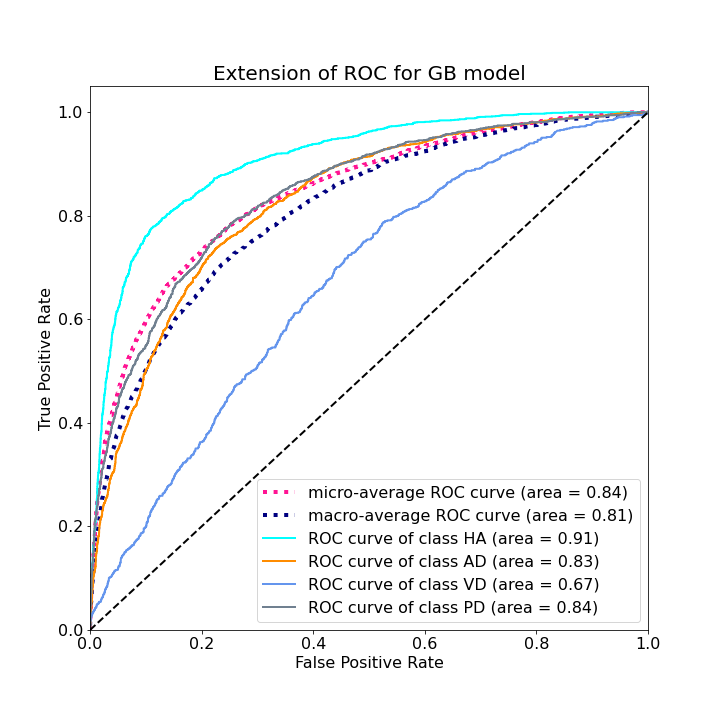 Extension of ROC for GB model
True Positive Rate
1.0
0.8
0.6
0.4
0.2
0.0
micro-average ROC curve (area = 0.84)
macro-average ROC curve (area = 0.81)
ROC curve of class HA (area = 0.91)
ROC curve of class AD (area = 0.83)
ROC curve of class VD (area = 0.67)
ROC curve of class PD (area = 0.84)
0.0 0.2 0.4 0.6 0.8 1.0
False Positive Rate